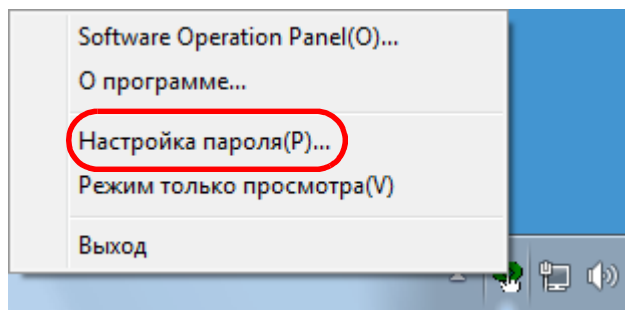 Software Operation Panel(O)...
О программе...
Настройка пароля(P)...
Режим только просмотра(V)
Выход